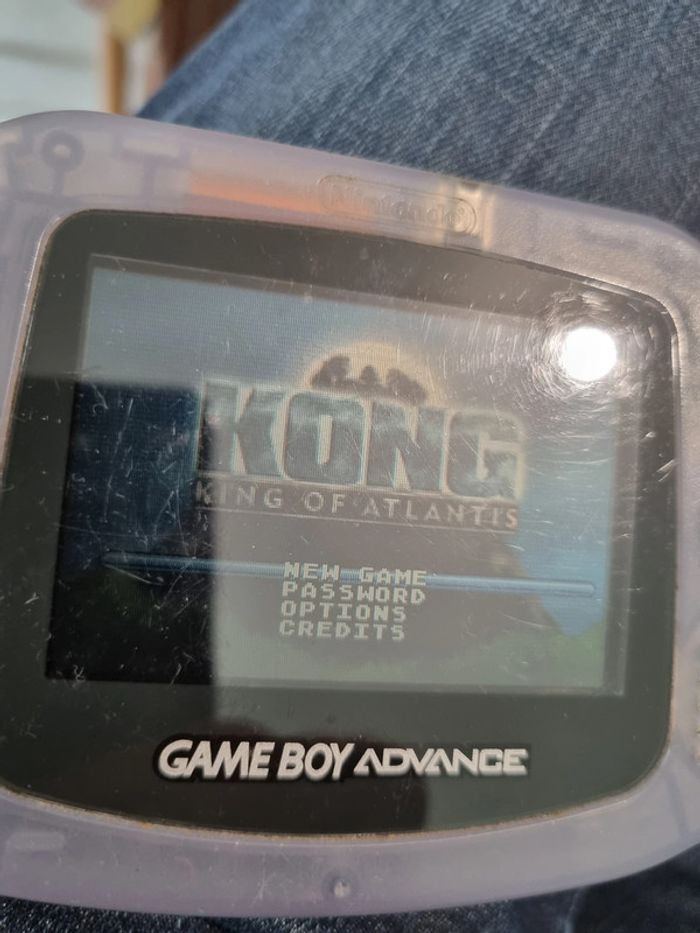 Nintendo
KONG
KING OF ATLANTIS
NEW GAME
PASSWORD
OPTIONS
CREDITS
GAME BOY ADVANCE